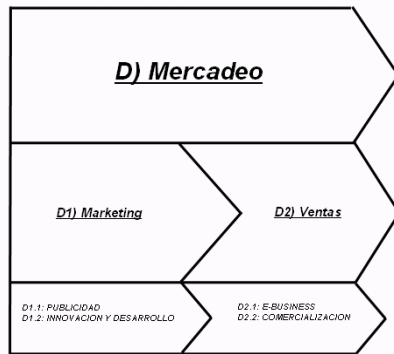 D) Mercadeo
D1) Marketing
D2) Ventas
D1.1: PUBLICIDAD
D1.2: INNOVACION Y DESARROLLO
D2.1: E-BUSINESS
D2.2: COMERCIALIZACION